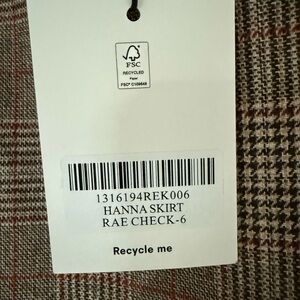 FSC
RECYCLED
Paper
1316194REK006
HANNA SKIRT
RAE CHECK-6
Recycle me